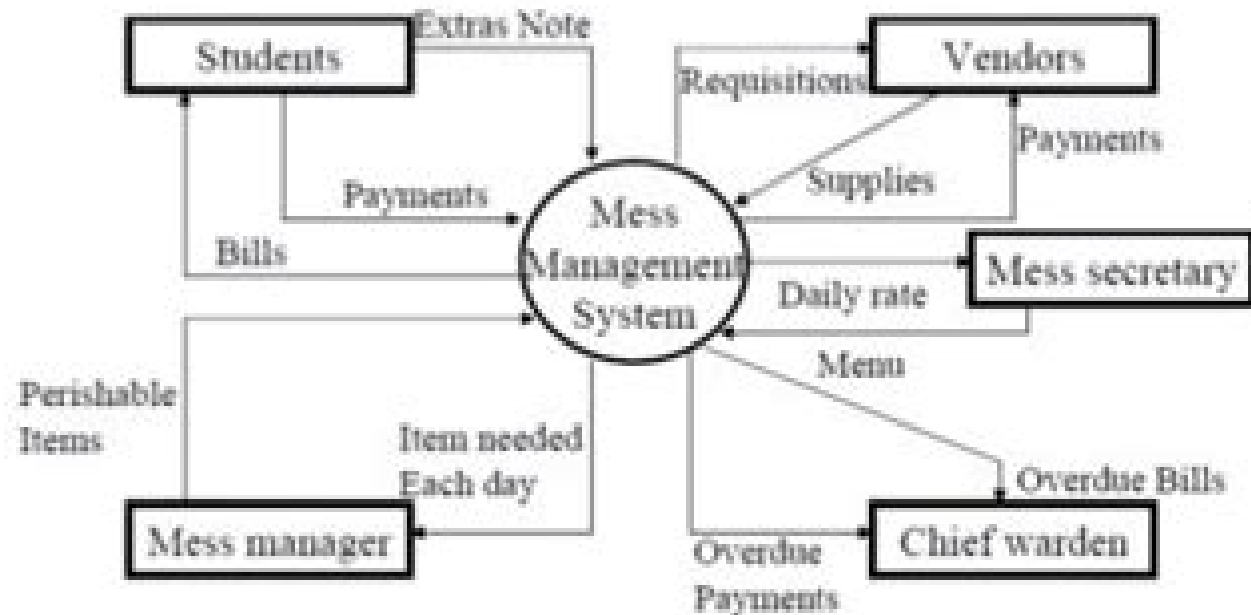 Extras Note
Students
Vendors
Requisitions
Payments
Supplies
Payments
Mess
Management
System
Bills
Mess secretary
Daily rate
Menu
Perishable
Items
Item needed
Each day
Overdue Bills
Mess manager
Chief warden
Overdue
Payments